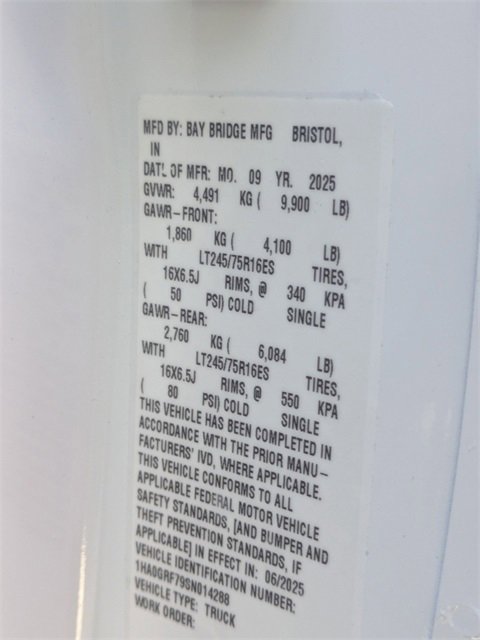 MFD BY: BAY BRIDGE MFG BRISTOL,
IN
DATE OF MFR: MO. 09 YR. 2025
GVWR: 4,491 KG ( 9,900 LB)
GAWR-FRONT:
1,860 KG ( 4,100 LB)
WITH LT245/75R16ES TIRES,
16X6.5J RIMS, @ 340 KPA
( 50 PSI) COLD SINGLE
GAWR-REAR:
2,760 KG ( 6,084 LB)
WITH LT245/75R16ES TIRES,
16X6.5J RIMS, @ 550 KPA
( 80 PSI) COLD SINGLE
THIS VEHICLE HAS BEEN COMPLETED IN
ACCORDANCE WITH THE PRIOR MANU-
FACTURERS' IVD, WHERE APPLICABLE.
THIS VEHICLE CONFORMS TO ALL
APPLICABLE FEDERAL MOTOR VEHICLE
SAFETY STANDARDS, [AND BUMPER AND
THEFT PREVENTION STANDARDS, IF
APPLICABLE] IN EFFECT IN: 06/2025
VEHICLE IDENTIFICATION NUMBER:
1HA0GRF79SN014288
VEHICLE TYPE: TRUCK
WORK ORDER: